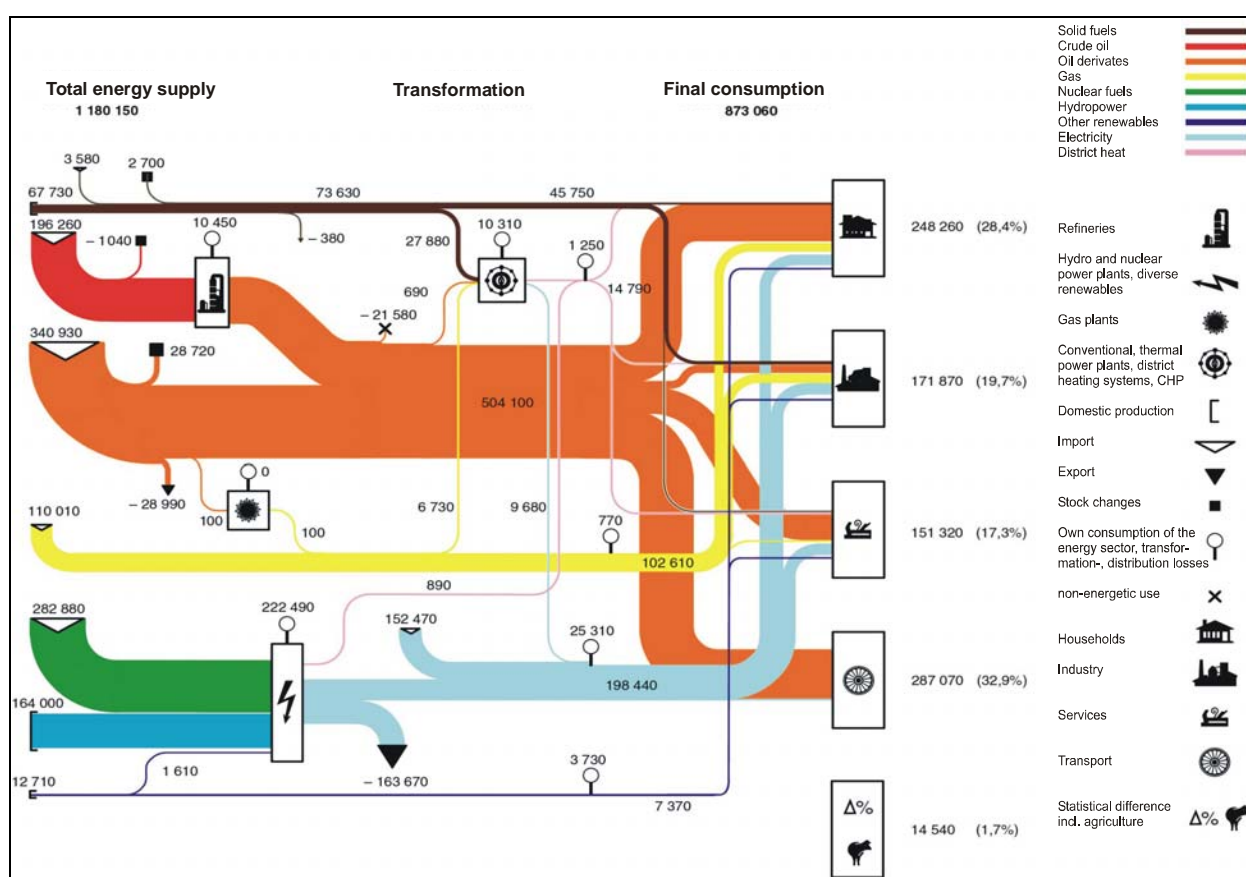 Total energy supply
1 180 150
Transformation
Final consumption
873 060
3 580
2 700
67 730
73 630
45 750
196 260
– 1040
10 450
– 380
27 880
10 310
1 250
690
14 790
– 21 580
340 930
28 720
504 100
– 28 990
100
0
100
6 730
9 680
110 010
770
102 610
890
282 880
222 490
152 470
25 310
198 440
164 000
– 163 670
12 710
1 610
3 730
7 370
248 260 (28,4%)
171 870 (19,7%)
151 320 (17,3%)
287 070 (32,9%)
Δ%
14 540 (1,7%)
Solid fuels
Crude oil
Oil derivates
Gas
Nuclear fuels
Hydropower
Other renewables
Electricity
District heat
Refineries
Hydro and nuclear
power plants, diverse
renewables
Gas plants
Conventional, thermal
power plants, district
heating systems, CHP
Domestic production
Import
Export
Stock changes
Own consumption of the
energy sector, transfor-
mation-, distribution losses
non-energetic use
Households
Industry
Services
Transport
Statistical difference
incl. agriculture
Δ%